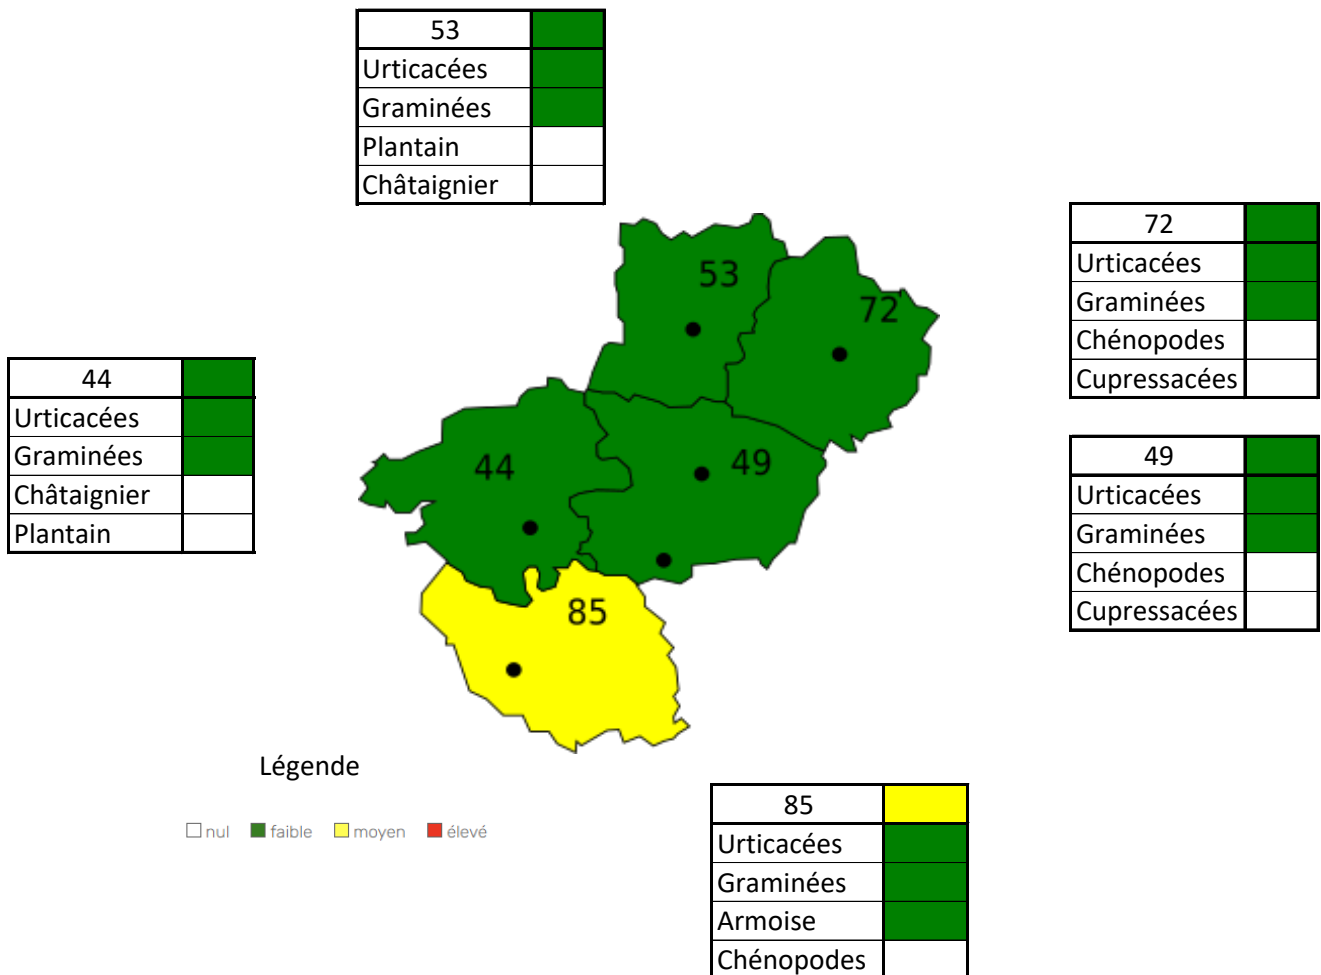 53
Urticacées
Graminées
Plantain
Châtaignier
72
Urticacées
Graminées
Chénopodes
Cupressacées
44
Urticacées
Graminées
Châtaignier
Plantain
49
Urticacées
Graminées
Chénopodes
Cupressacées
53
72
44
49
85
Légende
nul faible moyen élevé
85
Urticacées
Graminées
Armoise
Chénopodes